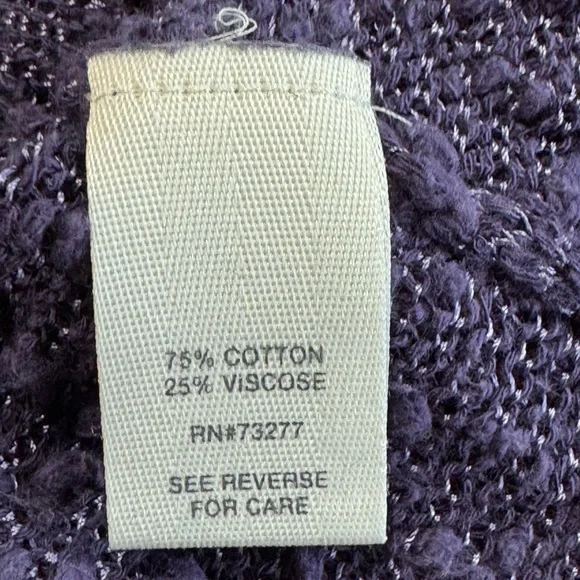 75% COTTON
25% VISCOSE
RN#73277
SEE REVERSE
FOR CARE